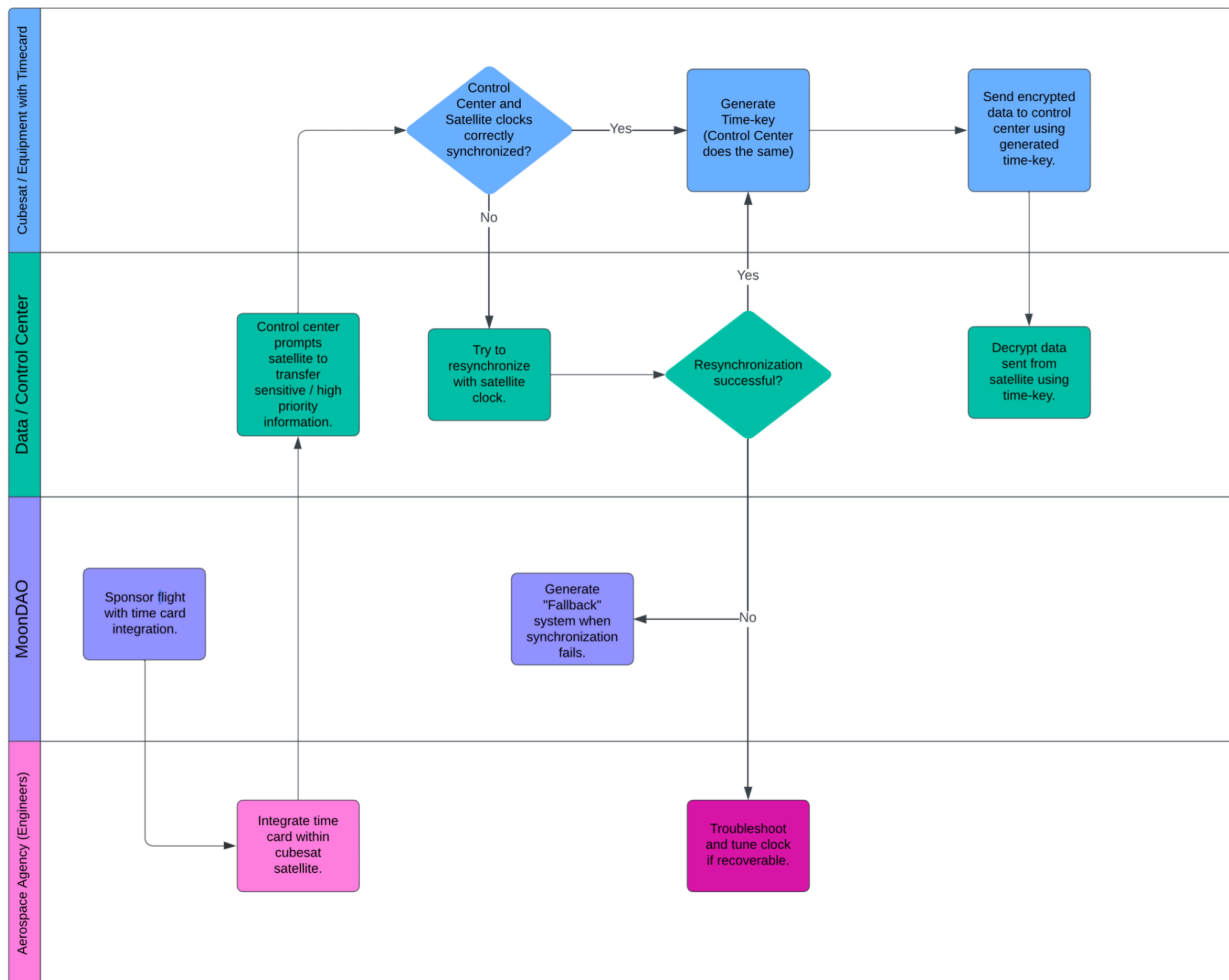 Cubesat / Equipment with Timecard
Control
Center and
Satellite clocks
correctly
synchronized?
Yes
Generate
Time-key
(Control Center
does the same)
Send encrypted
data to control
center using
generated
time-key.
No
Data / Control Center
Control center
prompts
satellite to
transfer
sensitive / high
priority
information.
Try to
resynchronize
with satellite
clock.
Yes
Resynchronization
successful?
Decrypt data
sent from
satellite using
time-key.
MoonDAO
Sponsor flight
with time card
integration.
Generate
"Fallback"
system when
synchronization
fails.
No
Aerospace Agency (Engineers)
Integrate time
card within
cubesat
satellite.
Troubleshoot
and tune clock
if recoverable.